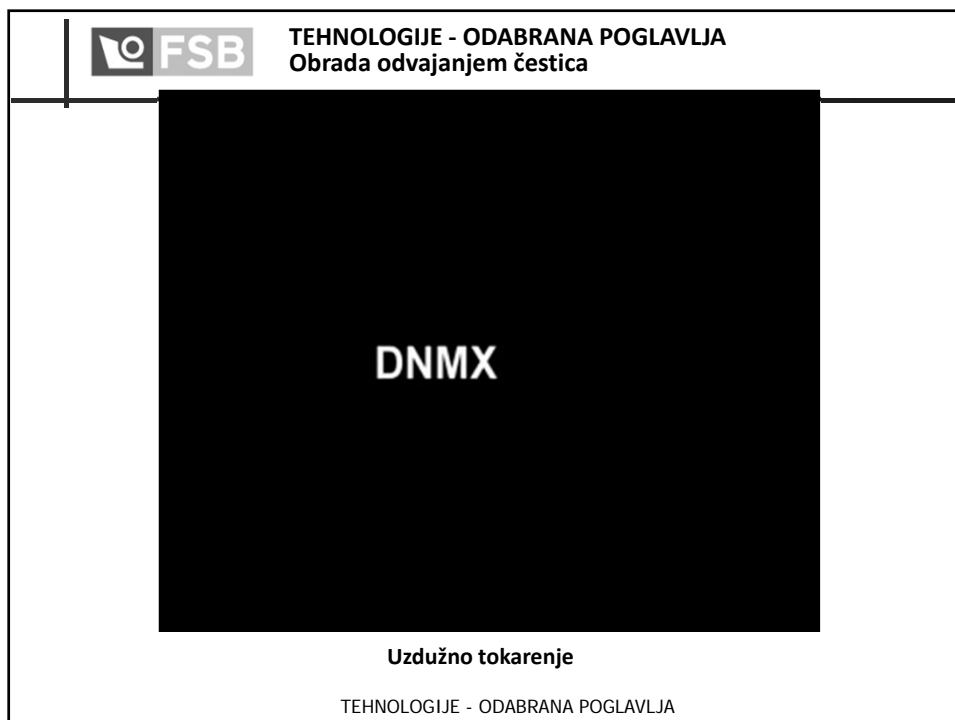 FSB
TEHNOLOGIJE - ODABRANA POGLAVLJA
Obrada odvajanjem čestica
DNMX
Uzdužno tokarenje
TEHNOLOGIJE - ODABRANA POGLAVLJA